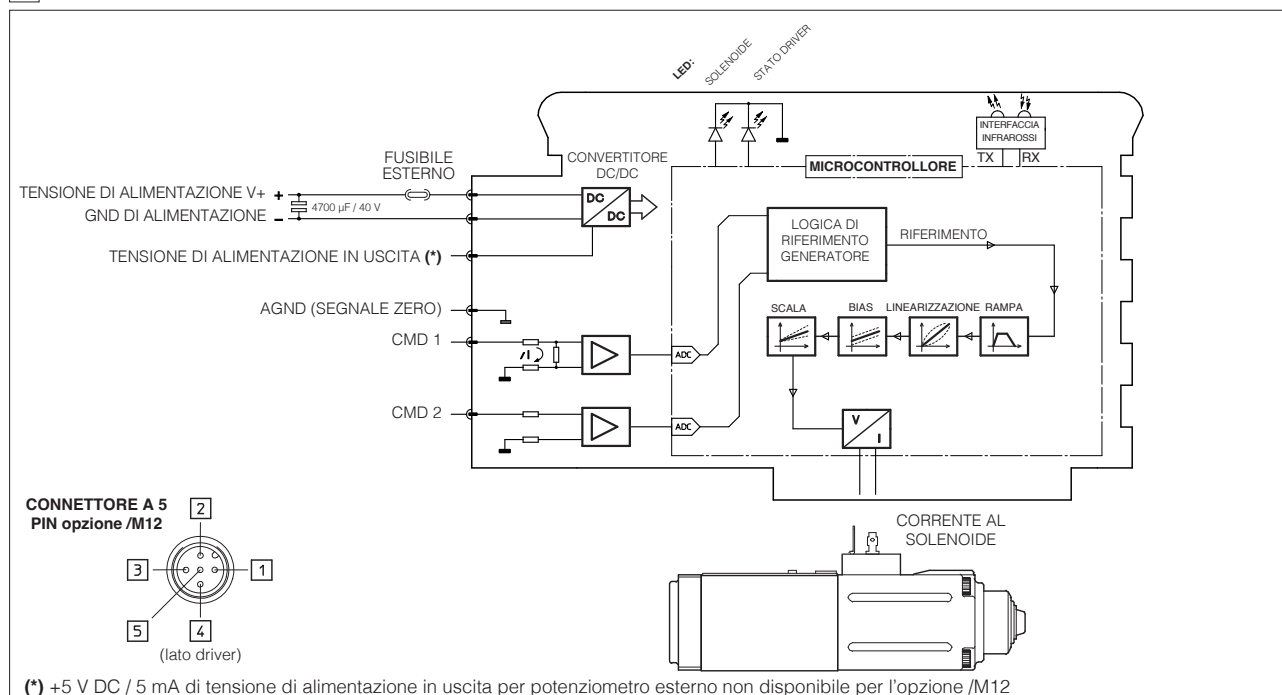 LED:
SOLENOIDE
STATO DRIVER
INTERFACCIA
INFRAROSSI
TX
RX
MICROCONTROLLORE
FUSIBILE
ESTERNO
CONVERTITORE
DC/DC
TENSIONE DI ALIMENTAZIONE V+ +
4700 µF / 40 V
GND DI ALIMENTAZIONE –
DC
DC
TENSIONE DI ALIMENTAZIONE IN USCITA (*)
LOGICA DI
RIFERIMENTO
GENERATORE
RIFERIMENTO
AGND (SEGNALE ZERO)
SCALA
BIAS
LINEARIZZAZIONE
RAMPA
CMD 1
I
ADC
CMD 2
ADC
V
I
CONNETTORE A 5
PIN opzione /M12
2
3
1
5
4
(lato driver)
CORRENTE AL
SOLENOIDE
(*) +5 V DC / 5 mA di tensione di alimentazione in uscita per potenziometro esterno non disponibile per l'opzione /M12